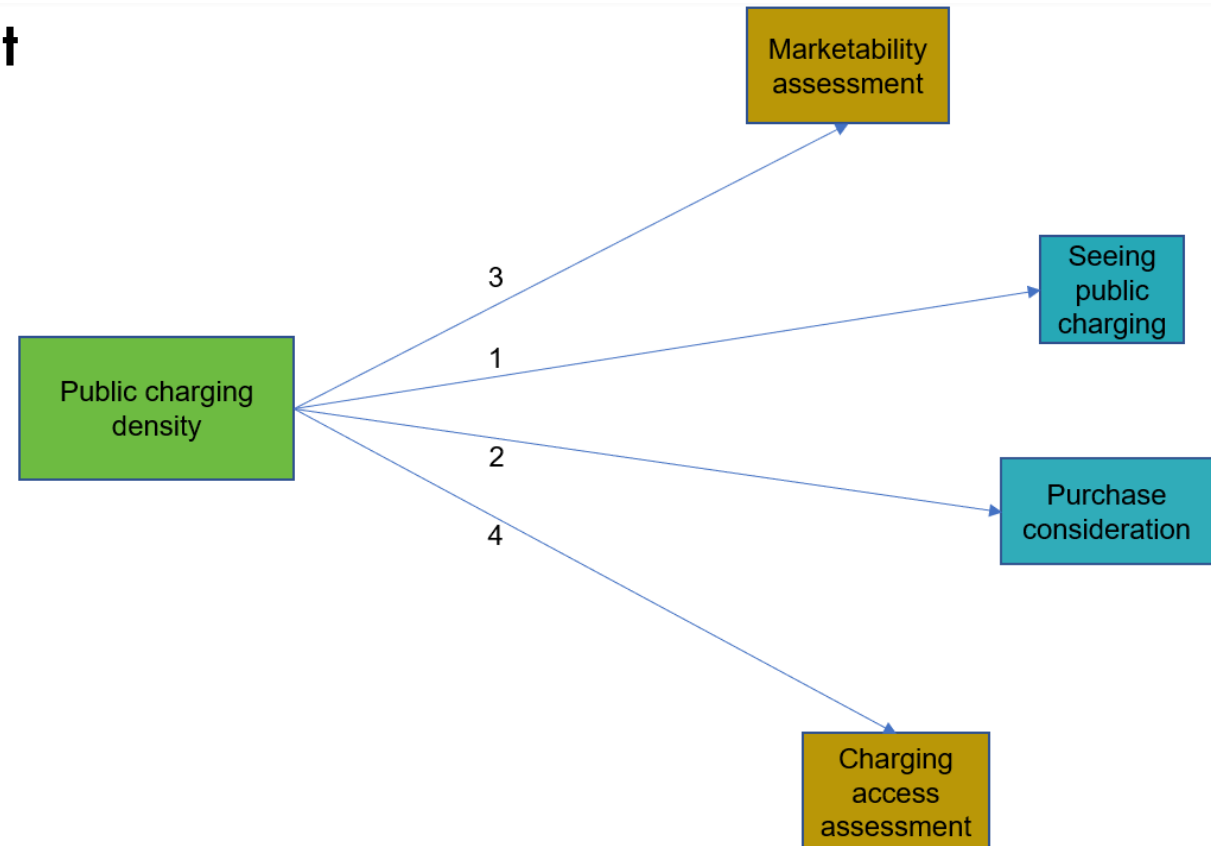 t
Marketability
assessment
3
Seeing
public
charging
1
Public charging
density
2
Purchase
consideration
4
Charging
access
assessment